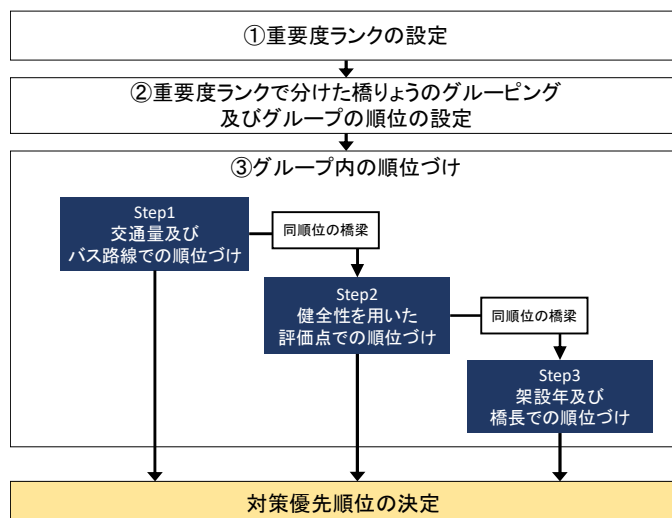 ①重要度ランクの設定
②重要度ランクで分けた橋りょうのグルーピング
及びグループの順位の設定
③グループ内の順位づけ
Step1
交通量及び
バス路線での順位づけ
同順位の橋梁
Step2
健全性を用いた
評価点での順位づけ
同順位の橋梁
Step3
架設年及び
橋長での順位づけ
対策優先順位の決定